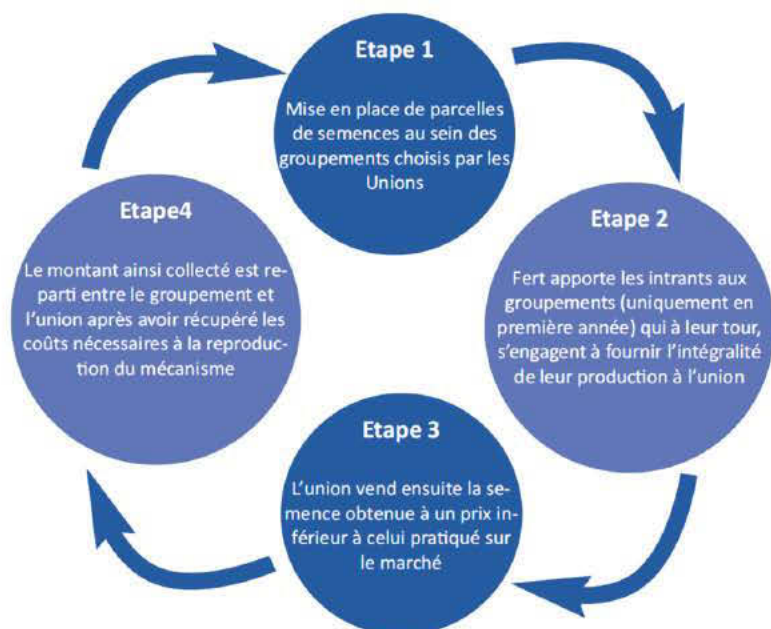 Etape 1
Mise en place de parcelles
de semences au sein des
groupements choisis par les
Unions
Etape 2
Fert apporte les intrants aux
groupements (uniquement en
première année) qui à leur tour,
s'engagent à fournir l'intégralité
de leur production à l'union
Etape 3
L'union vend ensuite la se-
mence obtenue à un prix in-
férieur à celui pratiqué sur
le marché
Etape4
Le montant ainsi collecté est re-
parti entre le groupement et
l'union après avoir récupéré les
coûts nécessaires à la reproduc-
tion du mécanisme